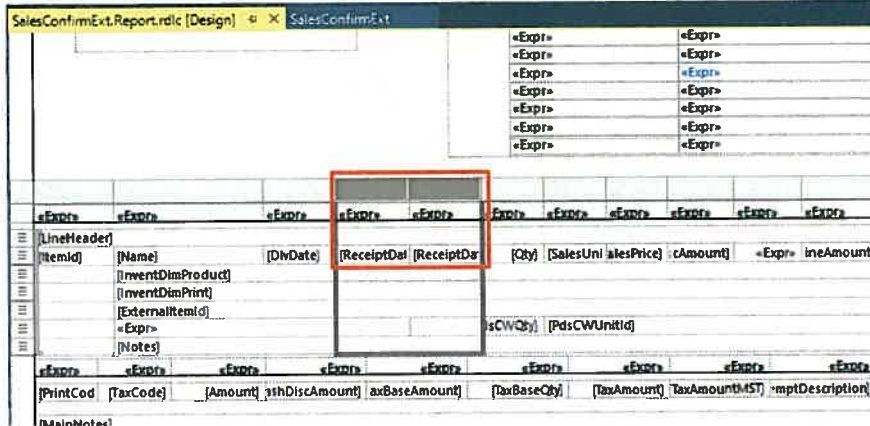 SalesConfirmExt.Report.rdlc [Design] × SalesConfirmExt
«Expr» «Expr»
«Expr» «Expr»
«Expr» «Expr»
«Expr» «Expr»
«Expr» «Expr»
«Expr» «Expr»
«Expr» «Expr»
«Expr» «Expr» «Expr» «Expr» «Expr» «Expr» «Expr» «Expr» «Expr» «Expr» «Expr»
[LineHeader]
[ItemId] [Name] [DlvDate] [ReceiptDat [ReceiptDa [Qty] [SalesUni alesPrice] cAmount] «Expr» ineAmount
[InventDimProduct]
[InventDimPrint]
[ExternalItemId]
«Expr» sCWQty] [PdsCWUnitId]
[Notes]
«Expr» «Expr» «Expr» «Expr» «Expr» «Expr» «Expr» «Expr» «Expr»
[PrintCod [TaxCode] [Amount] ashDiscAmount] axBaseAmount] [TaxBaseQty] [TaxAmount] TaxAmountMST] mptDescription]
[MainNotes]